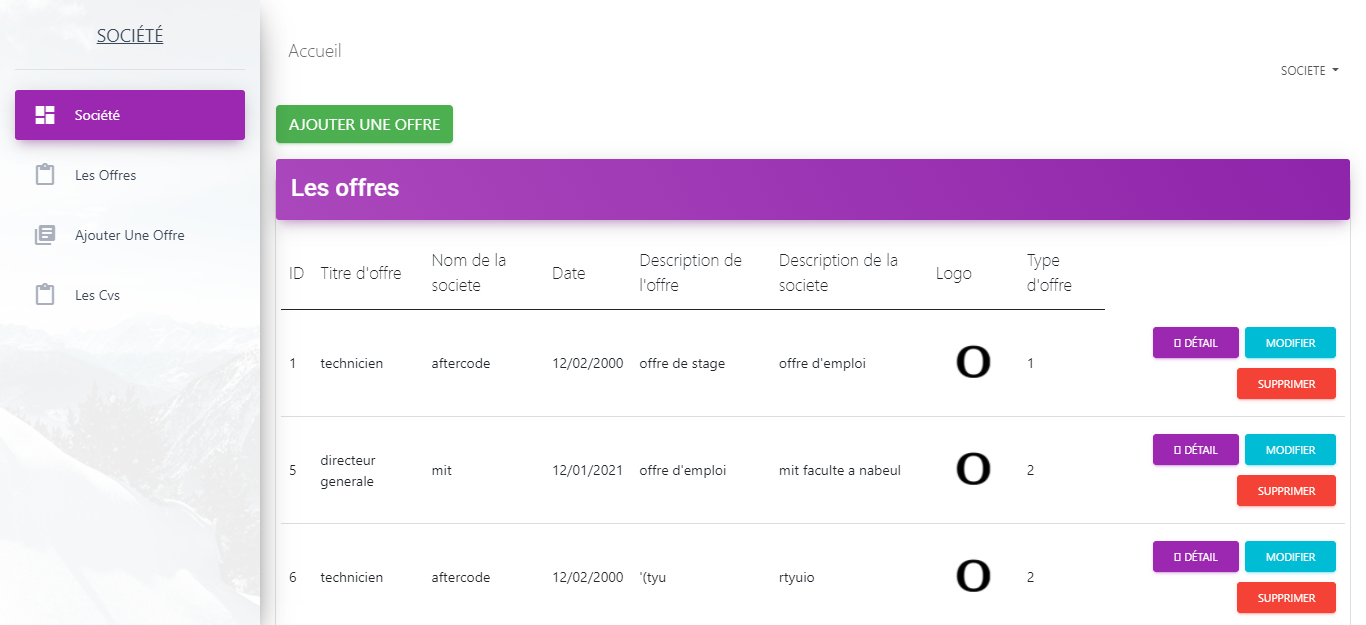 SOCIÉTÉ
Société
Les Offres
Ajouter Une Offre
Les Cvs
Accueil
SOCIETE
AJOUTER UNE OFFRE
Les offres
ID Titre d'offre Nom de la societe Date Description de l'offre Description de la societe Logo Type d'offre
1 technicien aftercode 12/02/2000 offre de stage offre d'emploi O 1 DÉTAIL MODIFIER
SUPPRIMER
5 directeur generale mit 12/01/2021 offre d'emploi mit faculte a nabeul O 2 DÉTAIL MODIFIER
SUPPRIMER
6 technicien aftercode 12/02/2000 '(tyu rtyuio O 2 DÉTAIL MODIFIER
SUPPRIMER